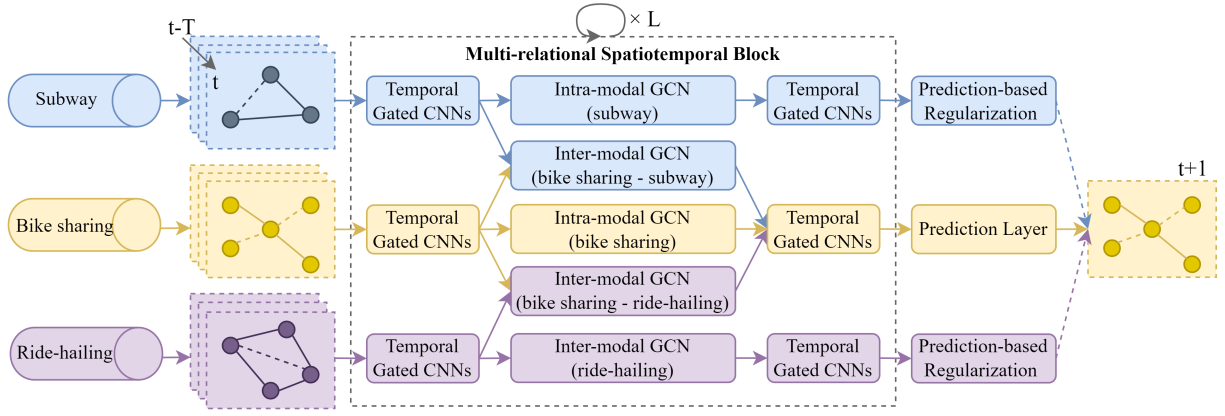 t-T
× L
Multi-relational Spatiotemporal Block
t
Subway
Temporal
Gated CNNs
Intra-modal GCN
(subway)
Temporal
Gated CNNs
Prediction-based
Regularization
Inter-modal GCN
(bike sharing - subway)
t+1
Bike sharing
Temporal
Gated CNNs
Intra-modal GCN
(bike sharing)
Temporal
Gated CNNs
Prediction Layer
Inter-modal GCN
(bike sharing - ride-hailing)
Ride-hailing
Temporal
Gated CNNs
Inter-modal GCN
(ride-hailing)
Temporal
Gated CNNs
Prediction-based
Regularization